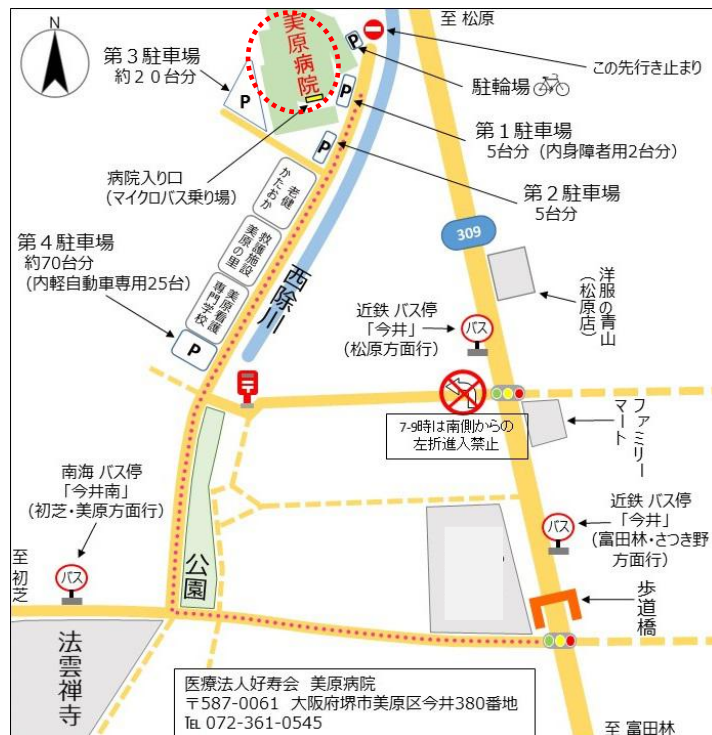 至 松原
N
美原病院
P
この先行き止まり
第３駐車場
約２０台分
P
駐輪場
P
第１駐車場
5台分（内身障者用2台分）
病院入り口
（マイクロバス乗り場）
P
第２駐車場
5台分
老健
かたおか
309
救護施設
美原の里
第４駐車場
約70台分
（内軽自動車専用25台）
西除川
洋服の青山
（松原店）
美原看護
専門学校
近鉄 バス停
「今井」
（松原方面行）
バス
P
7-9時は南側からの
左折進入禁止
ファミリー
マート
南海 バス停
「今井南」
（初芝・美原方面行）
近鉄 バス停
「今井」
（富田林・さつき野
方面行）
バス
至 初芝
バス
公園
歩道橋
法雲禅寺
医療法人好寿会 美原病院
〒587-0061 大阪府堺市美原区今井380番地
℡ 072-361-0545
至 富田林